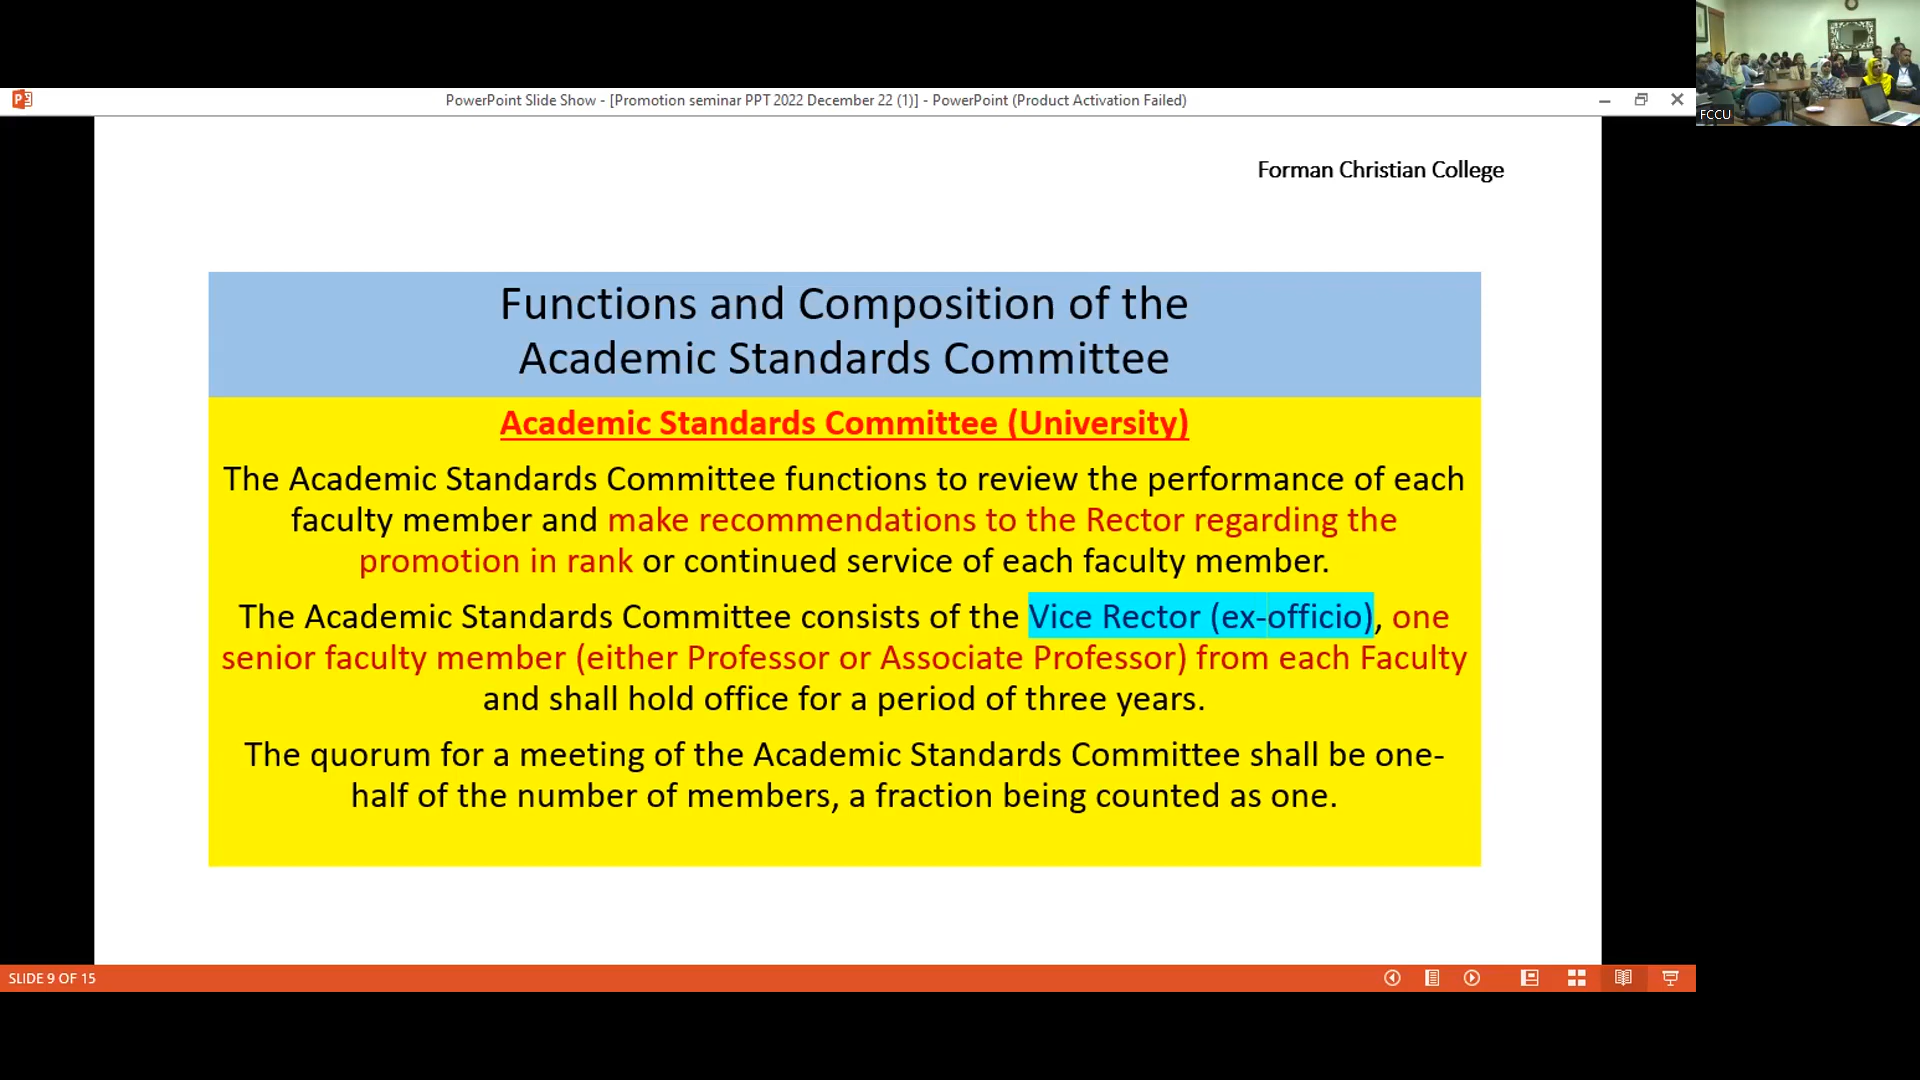 PowerPoint Slide Show - [Promotion seminar PPT 2022 December 22 (1)] - PowerPoint (Product Activation Failed)
FCCU
Forman Christian College
Functions and Composition of the
Academic Standards Committee
Academic Standards Committee (University)
The Academic Standards Committee functions to review the performance of each
faculty member and make recommendations to the Rector regarding the
promotion in rank or continued service of each faculty member.
The Academic Standards Committee consists of the Vice Rector (ex-officio), one
senior faculty member (either Professor or Associate Professor) from each Faculty
and shall hold office for a period of three years.
The quorum for a meeting of the Academic Standards Committee shall be one-
half of the number of members, a fraction being counted as one.
SLIDE 9 OF 15